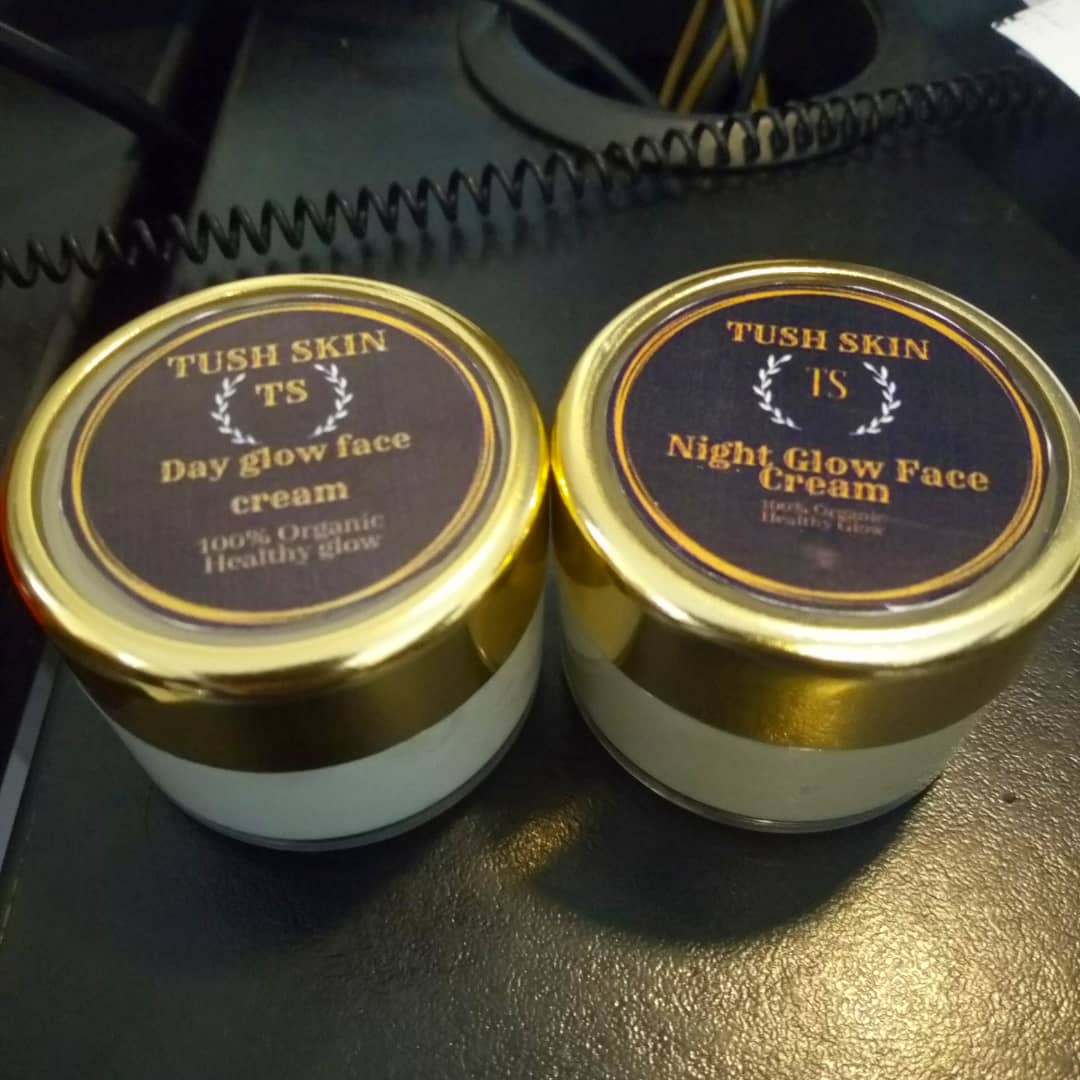 TUSH SKIN
TS
Day glow face
cream
100% Organic
Healthy glow
TUSH SKIN
TS
Night Glow Face
Cream
100% Organic
Healthy Glow